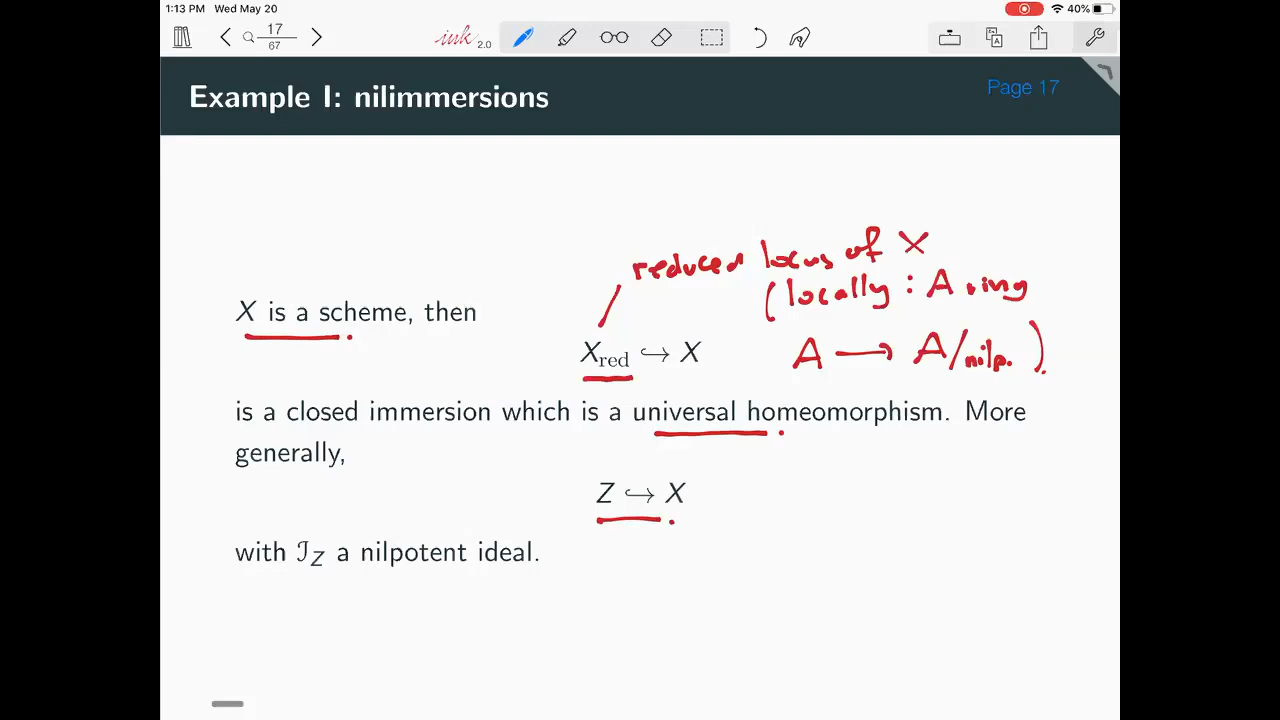 1:13 PM Wed May 20
40%
17
67
ink 2.0
Example I: nilimmersions
Page 17
reduced locus of X
(locally : A ring
X is a scheme, then
X_red ↪ X
A ⟶ A/nilp. )
is a closed immersion which is a universal homeomorphism. More
generally,
Z ↪ X
with ℐ_Z a nilpotent ideal.